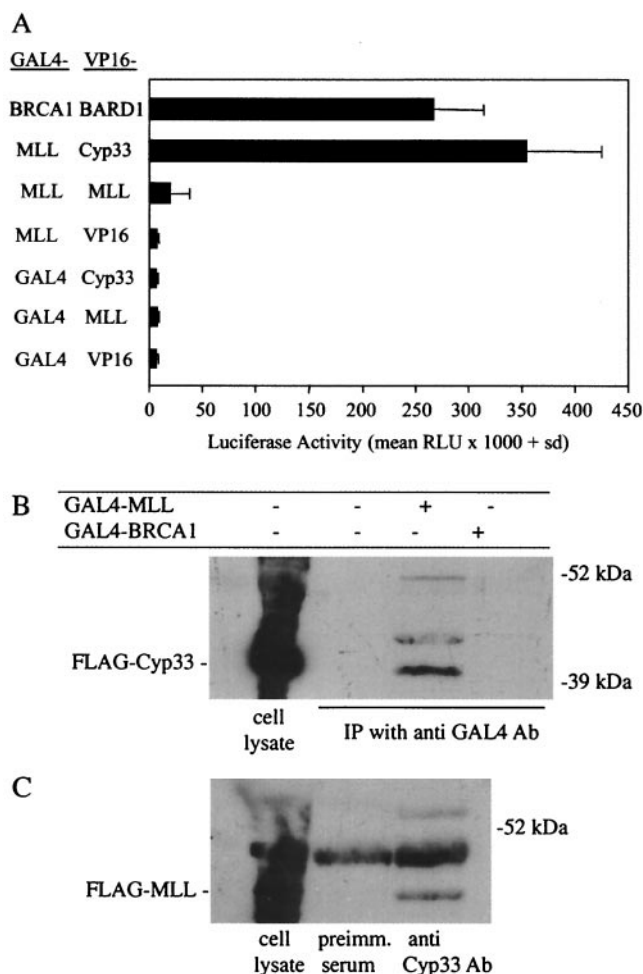 A
GAL4- VP16-
BRCA1 BARD1
MLL Cyp33
MLL MLL
MLL VP16
GAL4 Cyp33
GAL4 MLL
GAL4 VP16
0 50 100 150 200 250 300 350 400 450
Luciferase Activity (mean RLU x 1000 + sd)
B
GAL4-MLL - - + -
GAL4-BRCA1 - - - +
-52 kDa
FLAG-Cyp33 -
-39 kDa
cell lysate
IP with anti GAL4 Ab
C
-52 kDa
FLAG-MLL -
cell preimm. anti
lysate serum Cyp33 Ab